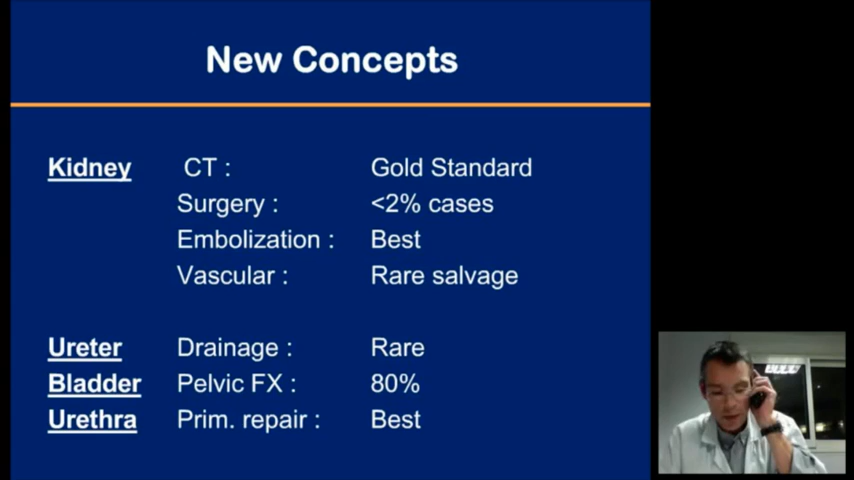 New Concepts
Kidney CT : Gold Standard
Surgery : <2% cases
Embolization : Best
Vascular : Rare salvage
Ureter Drainage : Rare
Bladder Pelvic FX : 80%
Urethra Prim. repair : Best